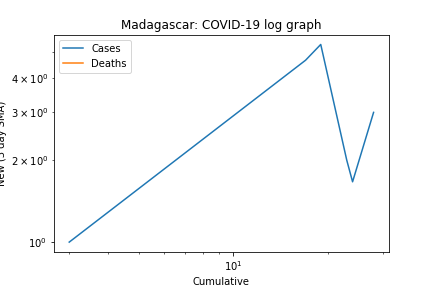 Madagascar: COVID-19 log graph
Cases
Deaths
4 × 10⁰
3 × 10⁰
2 × 10⁰
10⁰
10¹
Cumulative
New (3 day SMA)